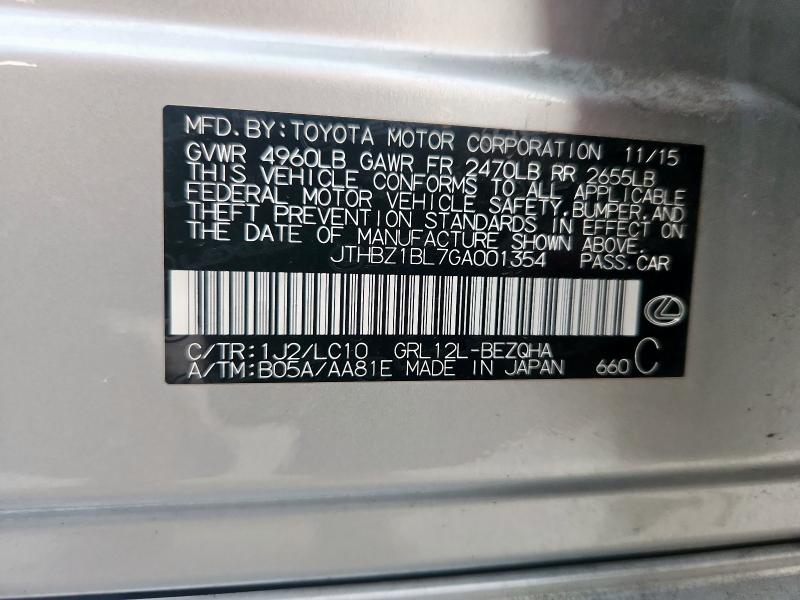 MFD.BY:TOYOTA MOTOR CORPORATION 11/15
GVWR 4960LB GAWR FR 2470LB RR 2655LB
THIS VEHICLE CONFORMS TO ALL APPLICABLE
FEDERAL MOTOR VEHICLE SAFETY,BUMPER,AND
THEFT PREVENTION STANDARDS IN EFFECT ON
THE DATE OF MANUFACTURE SHOWN ABOVE.
JTHBZ1BL7GA001354 PASS.CAR
C/TR:1J2/LC10 GRL12L-BEZQHA
A/TM:B05A/AA81E MADE IN JAPAN 660 C